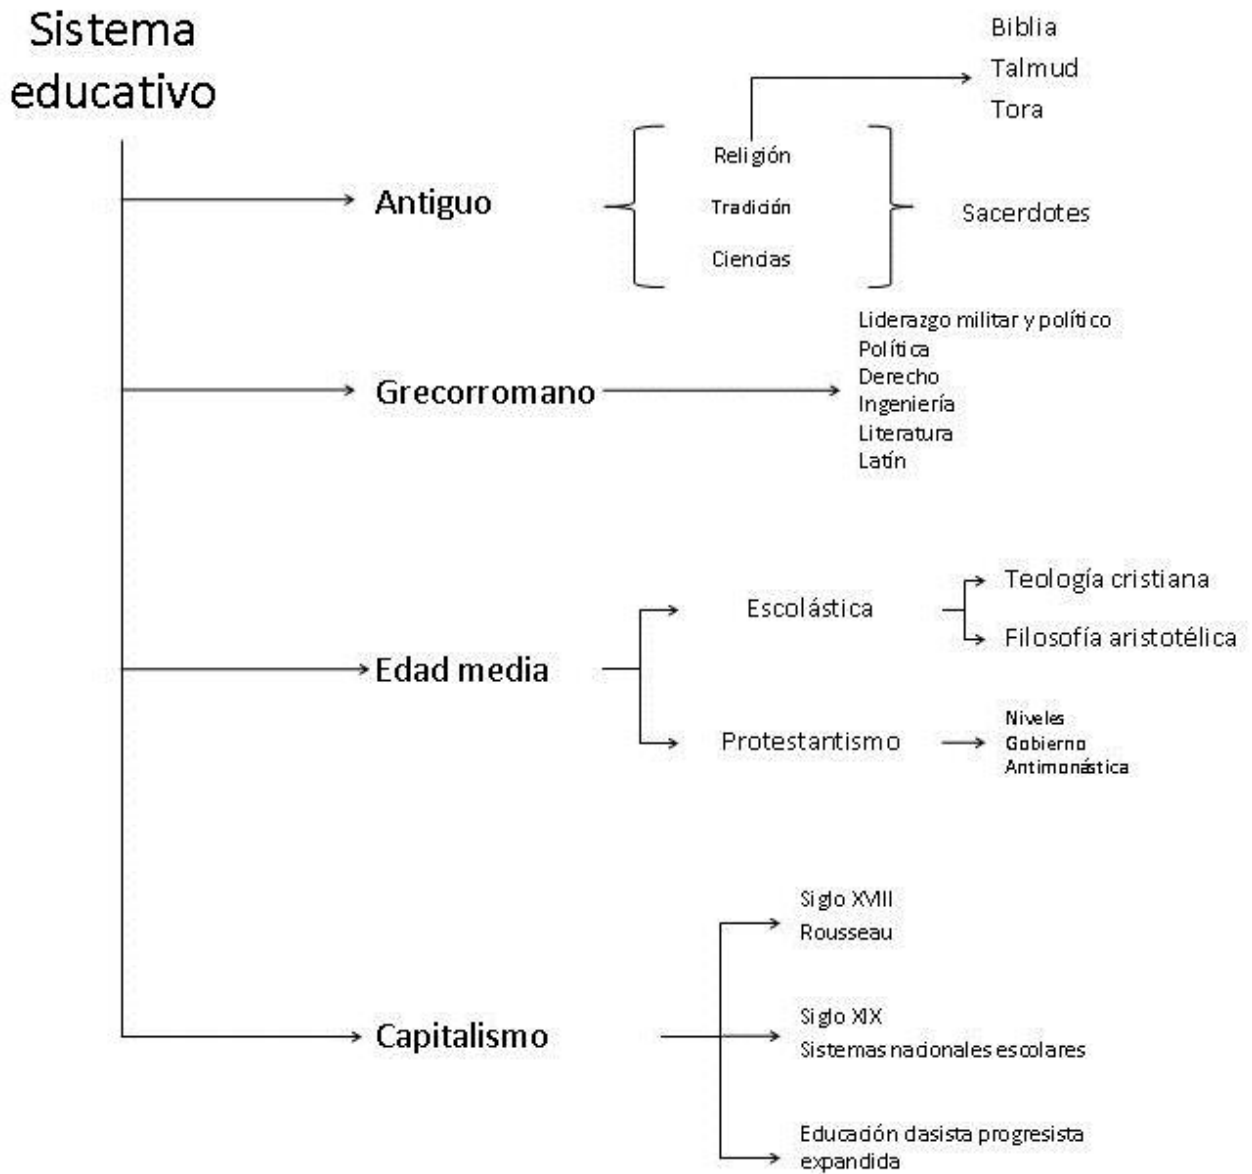 Sistema
educativo
Biblia
Talmud
Tora
Religión
Antiguo
Tradición
Sacerdotes
Ciencias
Liderazgo militar y político
Política
Grecorromano
Derecho
Ingeniería
Literatura
Latín
Teología cristiana
Escolástica
Filosofía aristotélica
Edad media
Niveles
Protestantismo
Gobierno
Antimonástica
Siglo XVIII
Rousseau
Siglo XIX
Capitalismo
Sistemas nacionales escolares
Educación clasista progresista
expandida